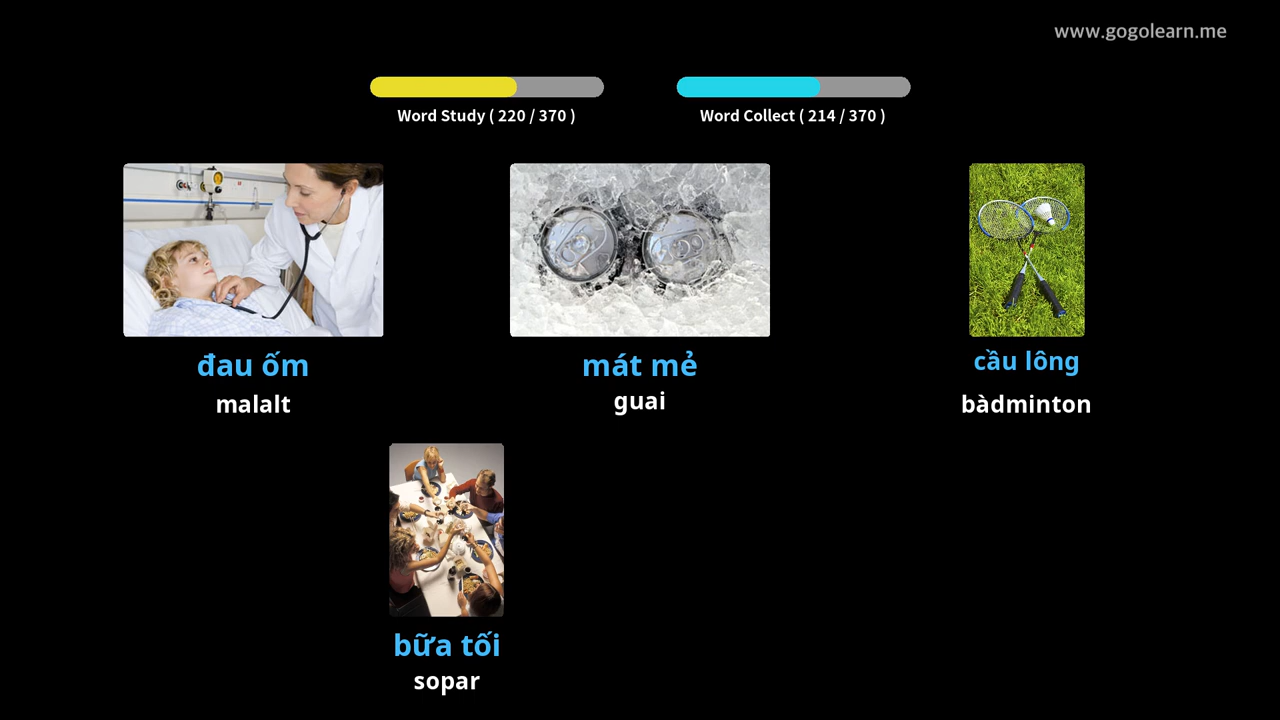 www.gogolearn.me
Word Study ( 220 / 370 )
Word Collect ( 214 / 370 )
đau ốm
malalt
mát mẻ
guai
cầu lông
bàdminton
bữa tối
sopar